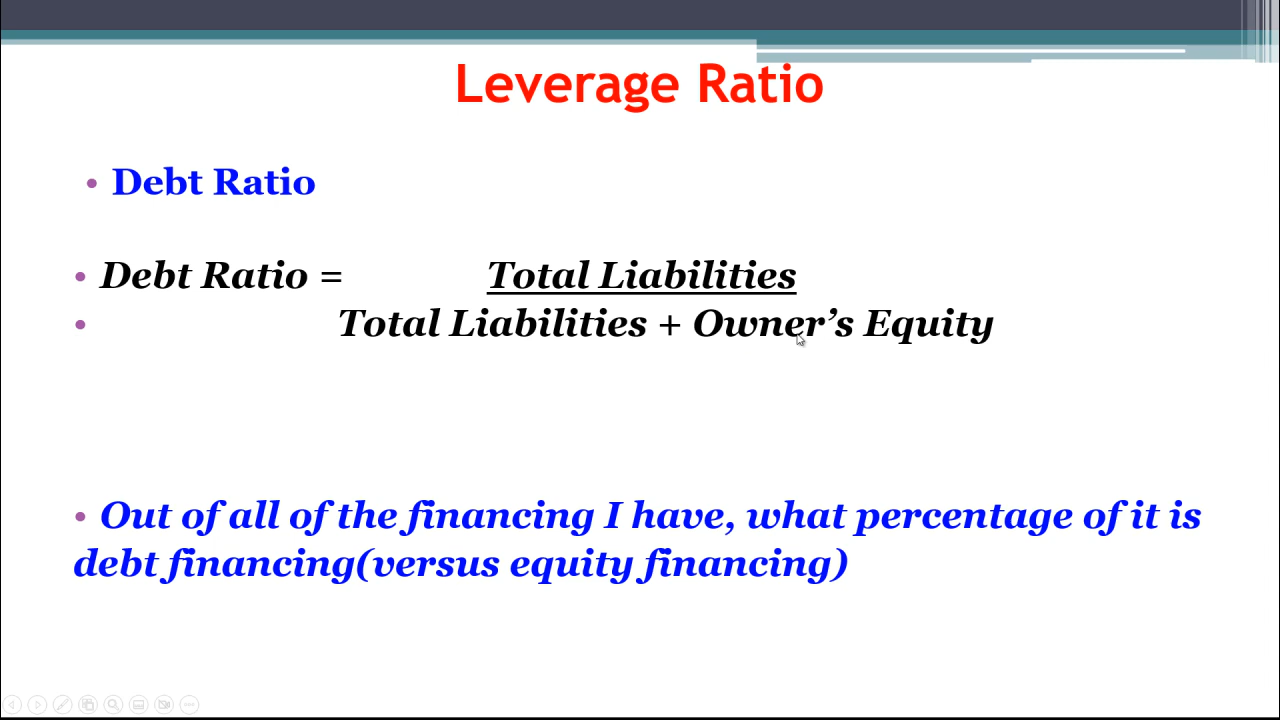 Leverage Ratio
• Debt Ratio
• Debt Ratio = Total Liabilities
• Total Liabilities + Owner’s Equity
• Out of all of the financing I have, what percentage of it is
debt financing(versus equity financing)